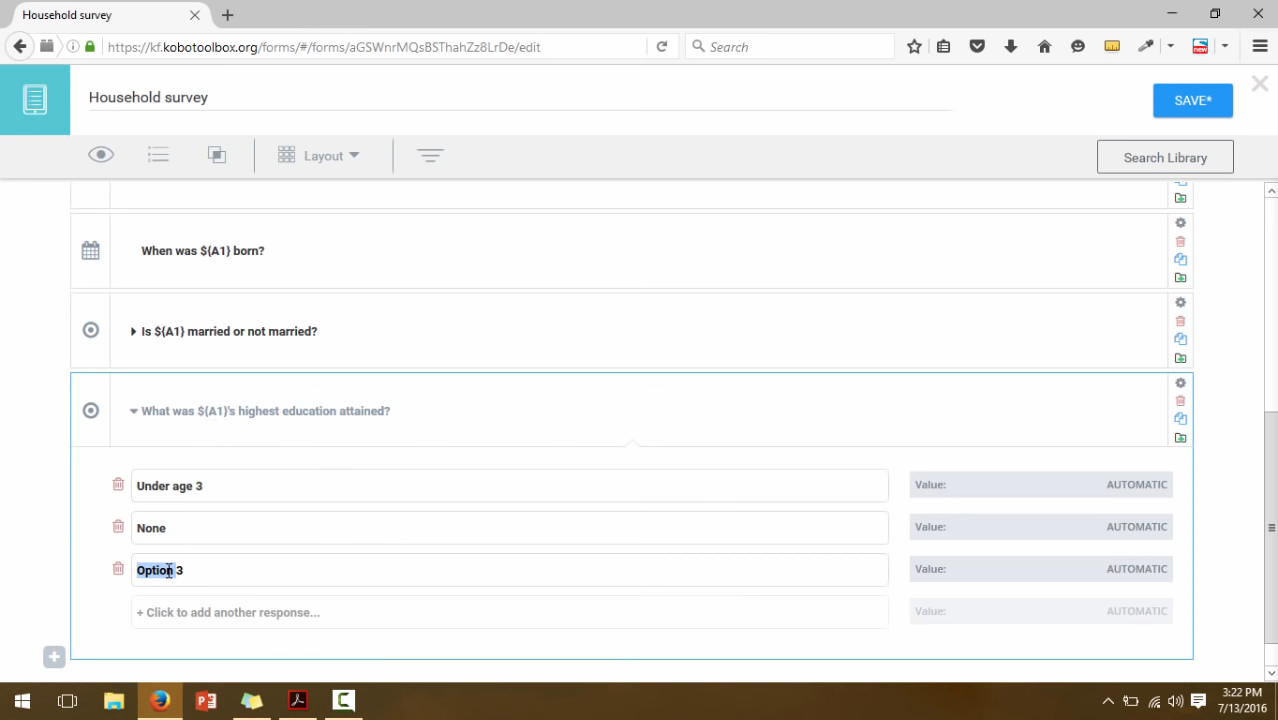 Household survey
https://kf.kobotoolbox.org/forms/#/forms/aGSWnrMQsBSThahZz8LrDe/edit
Search
new
Household survey
SAVE*
Layout
Search Library
When was ${A1} born?
Is ${A1} married or not married?
What was ${A1}'s highest education attained?
Under age 3
Value: AUTOMATIC
None
Value: AUTOMATIC
Option 3
Value: AUTOMATIC
+ Click to add another response...
Value: AUTOMATIC
3:22 PM
7/13/2016